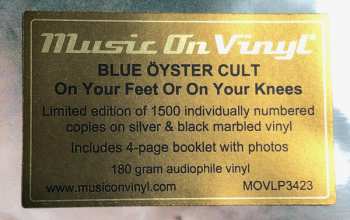 Music On Vinyl
BLUE ÖYSTER CULT
On Your Feet Or On Your Knees
Limited edition of 1500 individually numbered
copies on silver & black marbled vinyl
Includes 4-page booklet with photos
180 gram audiophile vinyl
www.musiconvinyl.com MOVLP3423